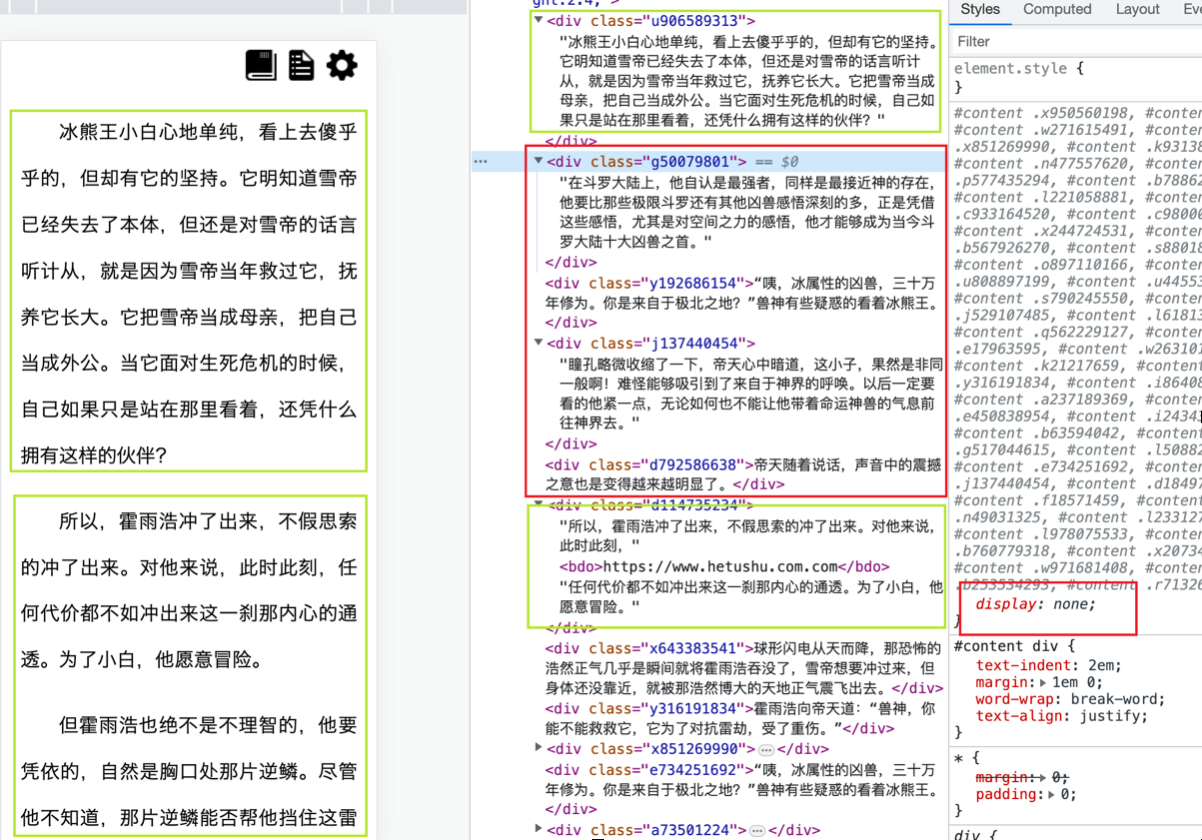 冰熊王小白心地单纯，看上去傻乎
乎的，但却有它的坚持。它明知道雪帝
已经失去了本体，但还是对雪帝的话言
听计从，就是因为雪帝当年救过它，抚
养它长大。它把雪帝当成母亲，把自己
当成外公。当它面对生死危机的时候，
自己如果只是站在那里看着，还凭什么
拥有这样的伙伴？
所以，霍雨浩冲了出来，不假思索
的冲了出来。对他来说，此时此刻，任
何代价都不如冲出来这一刹那内心的通
透。为了小白，他愿意冒险。
但霍雨浩也绝不是不理智的，他要
凭依的，自然是胸口处那片逆鳞。尽管
他不知道，那片逆鳞能否帮他挡住这雷
<div class="u906589313">
"冰熊王小白心地单纯，看上去傻乎乎的，但却有它的坚持。
它明知道雪帝已经失去了本体，但还是对雪帝的话言听计
从，就是因为雪帝当年救过它，抚养它长大。它把雪帝当成
母亲，把自己当成外公。当它面对生死危机的时候，自己如
果只是站在那里看着，还凭什么拥有这样的伙伴？"
</div>
<div class="g50079801"> == $0
"在斗罗大陆上，他自认是最强者，同样是最接近神的存在，
他要比那些极限斗罗还有其他凶兽感悟深刻的多，正是凭借
这些感悟，尤其是对空间之力的感悟，他才能够成为当今斗
罗大陆十大凶兽之首。"
</div>
<div class="y192686154">“咦，冰属性的凶兽，三十万
年修为。你是来自于极北之地？”兽神有些疑惑的看着冰熊王。
</div>
<div class="j137440454">
"瞳孔略微收缩了一下，帝天心中暗道，这小子，果然是非同
一般啊！难怪能够吸引到了来自于神界的呼唤。以后一定要
看的他紧一点，无论如何也不能让他带着命运神兽的气息前
往神界去。"
</div>
<div class="d792586638">帝天随着说话，声音中的震撼
之意也是变得越来越明显了。</div>
<div class="d114735234">
"所以，霍雨浩冲了出来，不假思索的冲了出来。对他来说，
此时此刻，"
<bdo>https://www.hetushu.com.com</bdo>
"任何代价都不如冲出来这一刹那内心的通透。为了小白，他
愿意冒险。"
</div>
<div class="x643383541">球形闪电从天而降，那恐怖的
浩然正气几乎是瞬间就将霍雨浩吞没了，雪帝想要冲过来，但
身体还没靠近，就被那浩然博大的天地正气震飞出去。</div>
<div class="y316191834">霍雨浩向帝天道：“兽神，你
能不能救救它，它为了对抗雷劫，受了重伤。”</div>
<div class="x851269990">…</div>
<div class="e734251692">“咦，冰属性的凶兽，三十万
年修为。你是来自于极北之地？”兽神有些疑惑的看着冰熊王。
</div>
<div class="a73501224">…</div>
Styles Computed Layout
Filter
element.style {
}
#content .x950560198, #content
.w271615491, #content
.x851269990, #content .k93138
.n477557620, #content
.p577435294, #content .b78862
.l221058881, #content
.c933164520, #content .c98000
.x244724531, #content
.b567926270, #content .s88018
.o897110166, #content
.u808897199, #content .u44553
.s790245550, #content
.j529107485, #content .l61813
.q562229127, #content
.e17963595, #content .w26310
.k21217659, #content
.y316191834, #content .i86408
.a237189369, #content
.e450838954, #content .i2434
.b63594042, #content
.g517044615, #content .l50882
.e734251692, #content
.j137440454, #content .d18497
.f18571459, #content
.n49031325, #content .l233127
.l978075533, #content
.b760779318, #content .x20734
.w971681408, #content
.b253534293, #content .r71326
display: none;
}
#content div {
text-indent: 2em;
margin: 1em 0;
word-wrap: break-word;
text-align: justify;
}
* {
margin: 0;
padding: 0;
}
div {